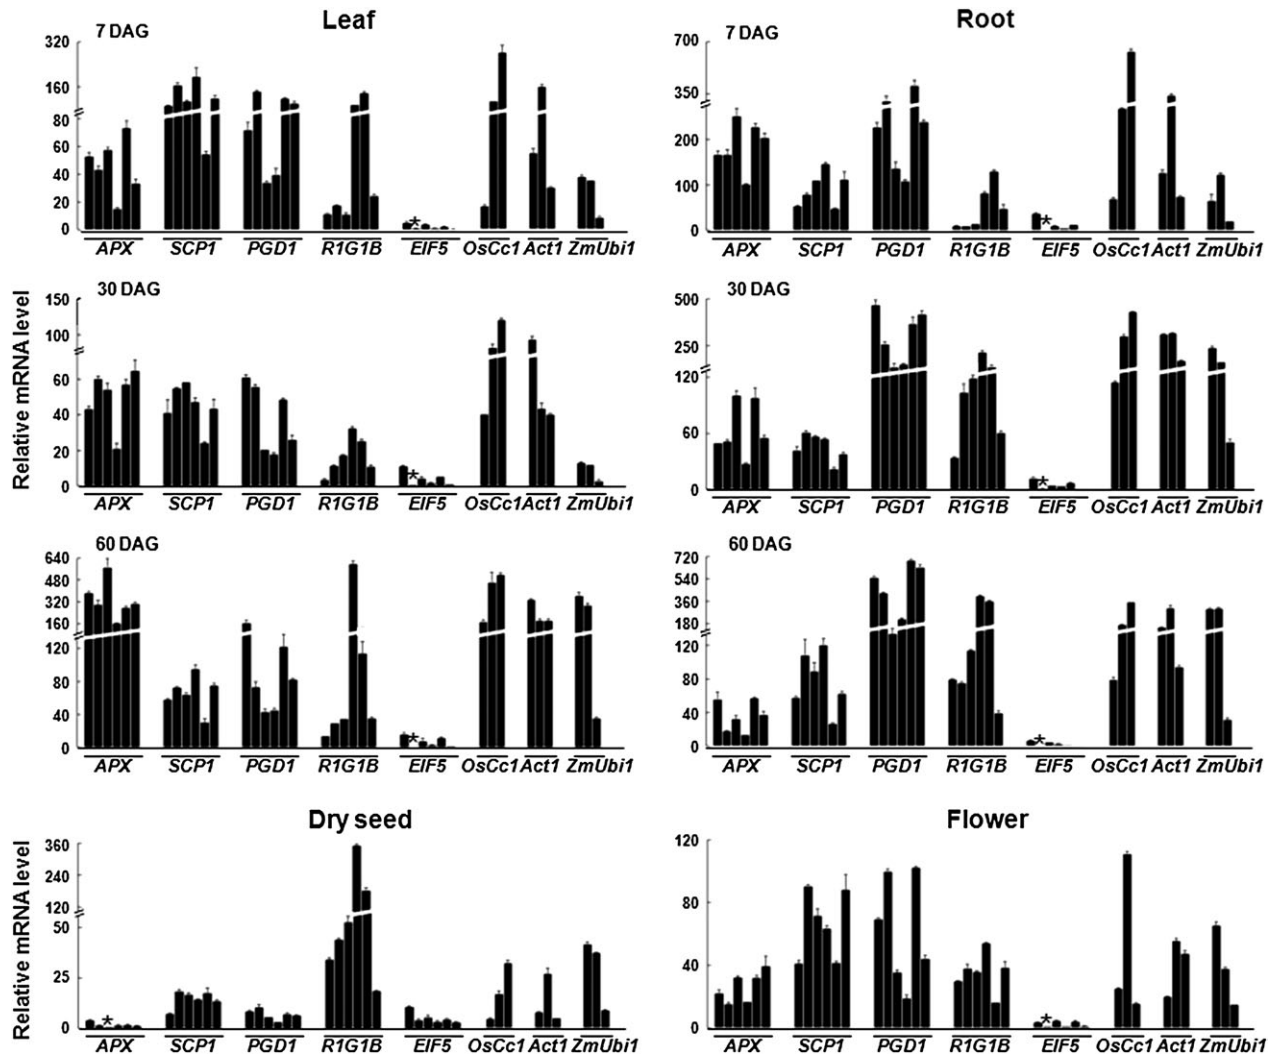 Leaf
7 DAG
320
160
80
60
40
20
0
APX SCP1 PGD1 R1G1B EIF5 OsCc1 Act1 ZmUbi1
*
Root
7 DAG
700
350
200
100
0
APX SCP1 PGD1 R1G1B EIF5 OsCc1 Act1 ZmUbi1
*
Relative mRNA level
30 DAG
150
100
60
40
20
0
APX SCP1 PGD1 R1G1B EIF5 OsCc1 Act1 ZmUbi1
*
30 DAG
500
250
120
60
0
APX SCP1 PGD1 R1G1B EIF5 OsCc1 Act1 ZmUbi1
*
60 DAG
640
480
320
160
120
80
40
0
APX SCP1 PGD1 R1G1B EIF5 OsCc1 Act1 ZmUbi1
*
60 DAG
720
540
360
180
120
80
40
0
APX SCP1 PGD1 R1G1B EIF5 OsCc1 Act1 ZmUbi1
*
Dry seed
Relative mRNA level
360
240
120
50
25
0
APX SCP1 PGD1 R1G1B EIF5 OsCc1 Act1 ZmUbi1
*
Flower
120
80
40
0
APX SCP1 PGD1 R1G1B EIF5 OsCc1 Act1 ZmUbi1
*